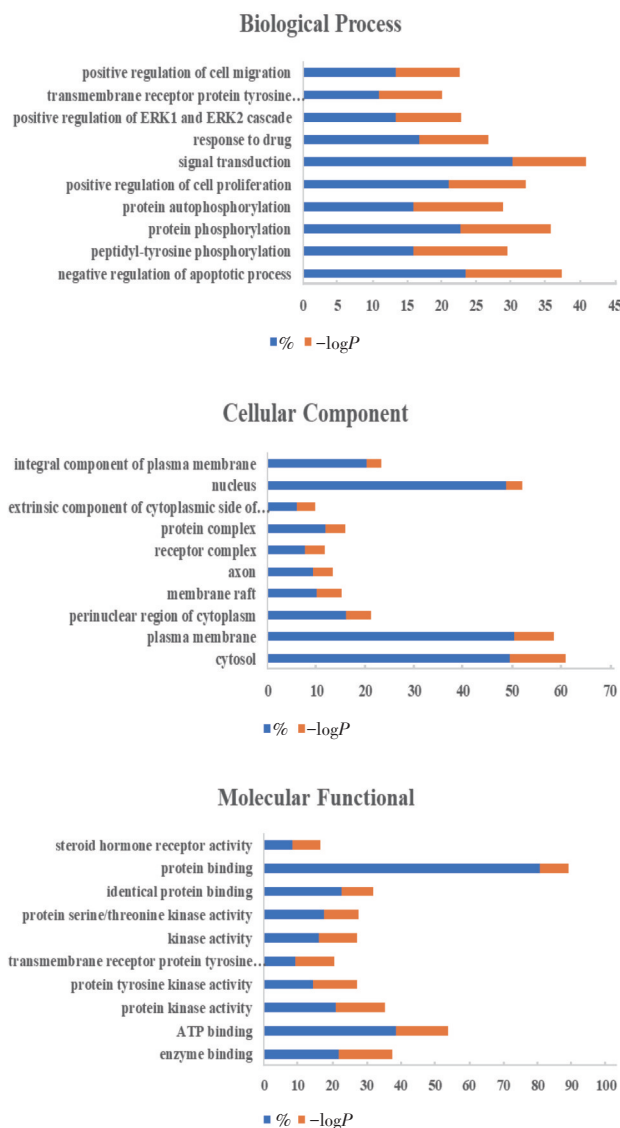 Biological Process
positive regulation of cell migration
transmembrane receptor protein tyrosine...
positive regulation of ERK1 and ERK2 cascade
response to drug
signal transduction
positive regulation of cell proliferation
protein autophosphorylation
protein phosphorylation
peptidyl-tyrosine phosphorylation
negative regulation of apoptotic process
0 5 10 15 20 25 30 35 40 45
% −logP
Cellular Component
integral component of plasma membrane
nucleus
extrinsic component of cytoplasmic side of...
protein complex
receptor complex
axon
membrane raft
perinuclear region of cytoplasm
plasma membrane
cytosol
0 10 20 30 40 50 60 70
% −logP
Molecular Functional
steroid hormone receptor activity
protein binding
identical protein binding
protein serine/threonine kinase activity
kinase activity
transmembrane receptor protein tyrosine...
protein tyrosine kinase activity
protein kinase activity
ATP binding
enzyme binding
0 10 20 30 40 50 60 70 80 90 100
% −logP